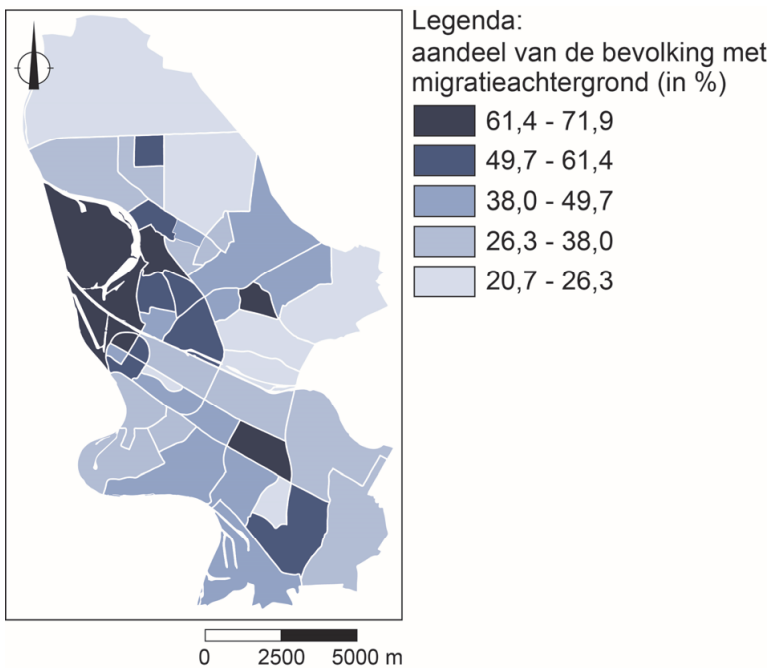 Legenda:
aandeel van de bevolking met
migratieachtergrond (in %)
61,4 - 71,9
49,7 - 61,4
38,0 - 49,7
26,3 - 38,0
20,7 - 26,3
0 2500 5000 m